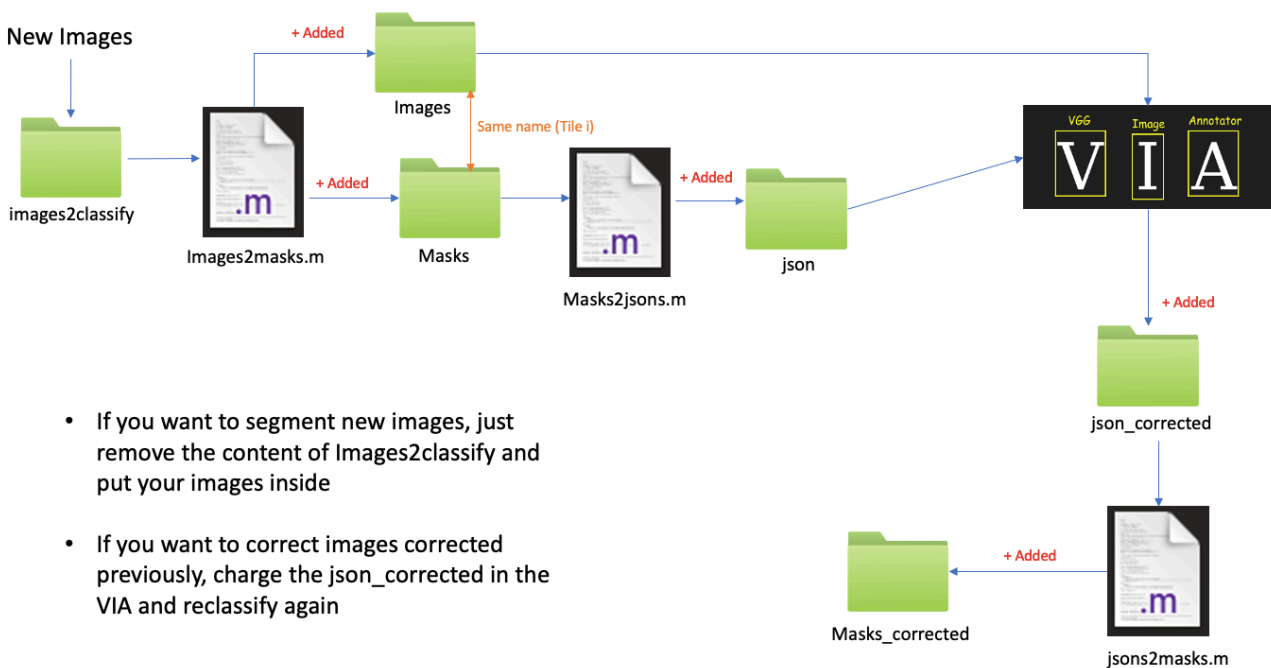 New Images
+ Added
Images
Same name (Tile i)
images2classify
.m
Images2masks.m
+ Added
Masks
.m
Masks2jsons.m
+ Added
json
VGG Image Annotator
V I A
+ Added
json_corrected
.m
jsons2masks.m
+ Added
Masks_corrected
• If you want to segment new images, just
remove the content of Images2classify and
put your images inside
• If you want to correct images corrected
previously, charge the json_corrected in the
VIA and reclassify again